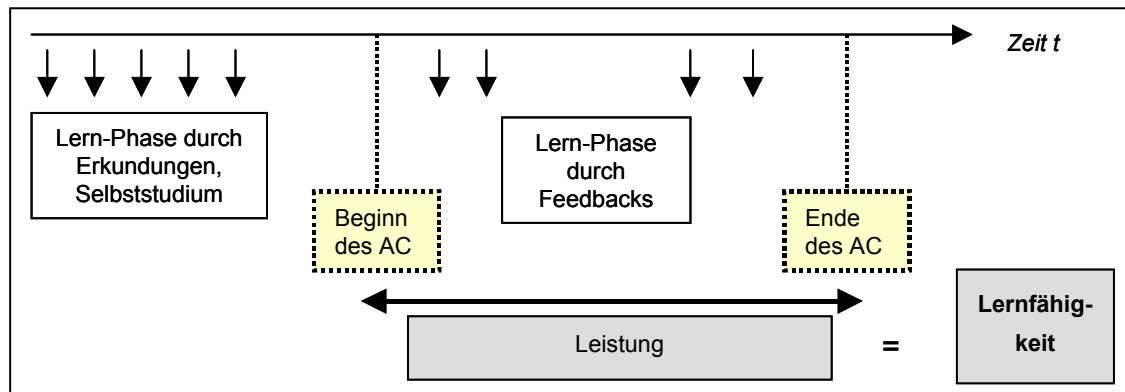 Zeit t
Lern-Phase durch
Erkundungen,
Selbststudium
Lern-Phase
durch
Feedbacks
Beginn
des AC
Ende
des AC
Leistung
=
Lernfähig-
keit